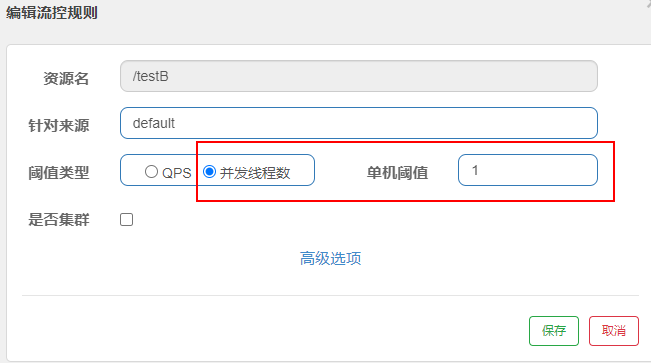 编辑流控规则
资源名 /testB
针对来源 default
阈值类型 QPS 并发线程数 单机阈值 1
是否集群
高级选项
保存 取消